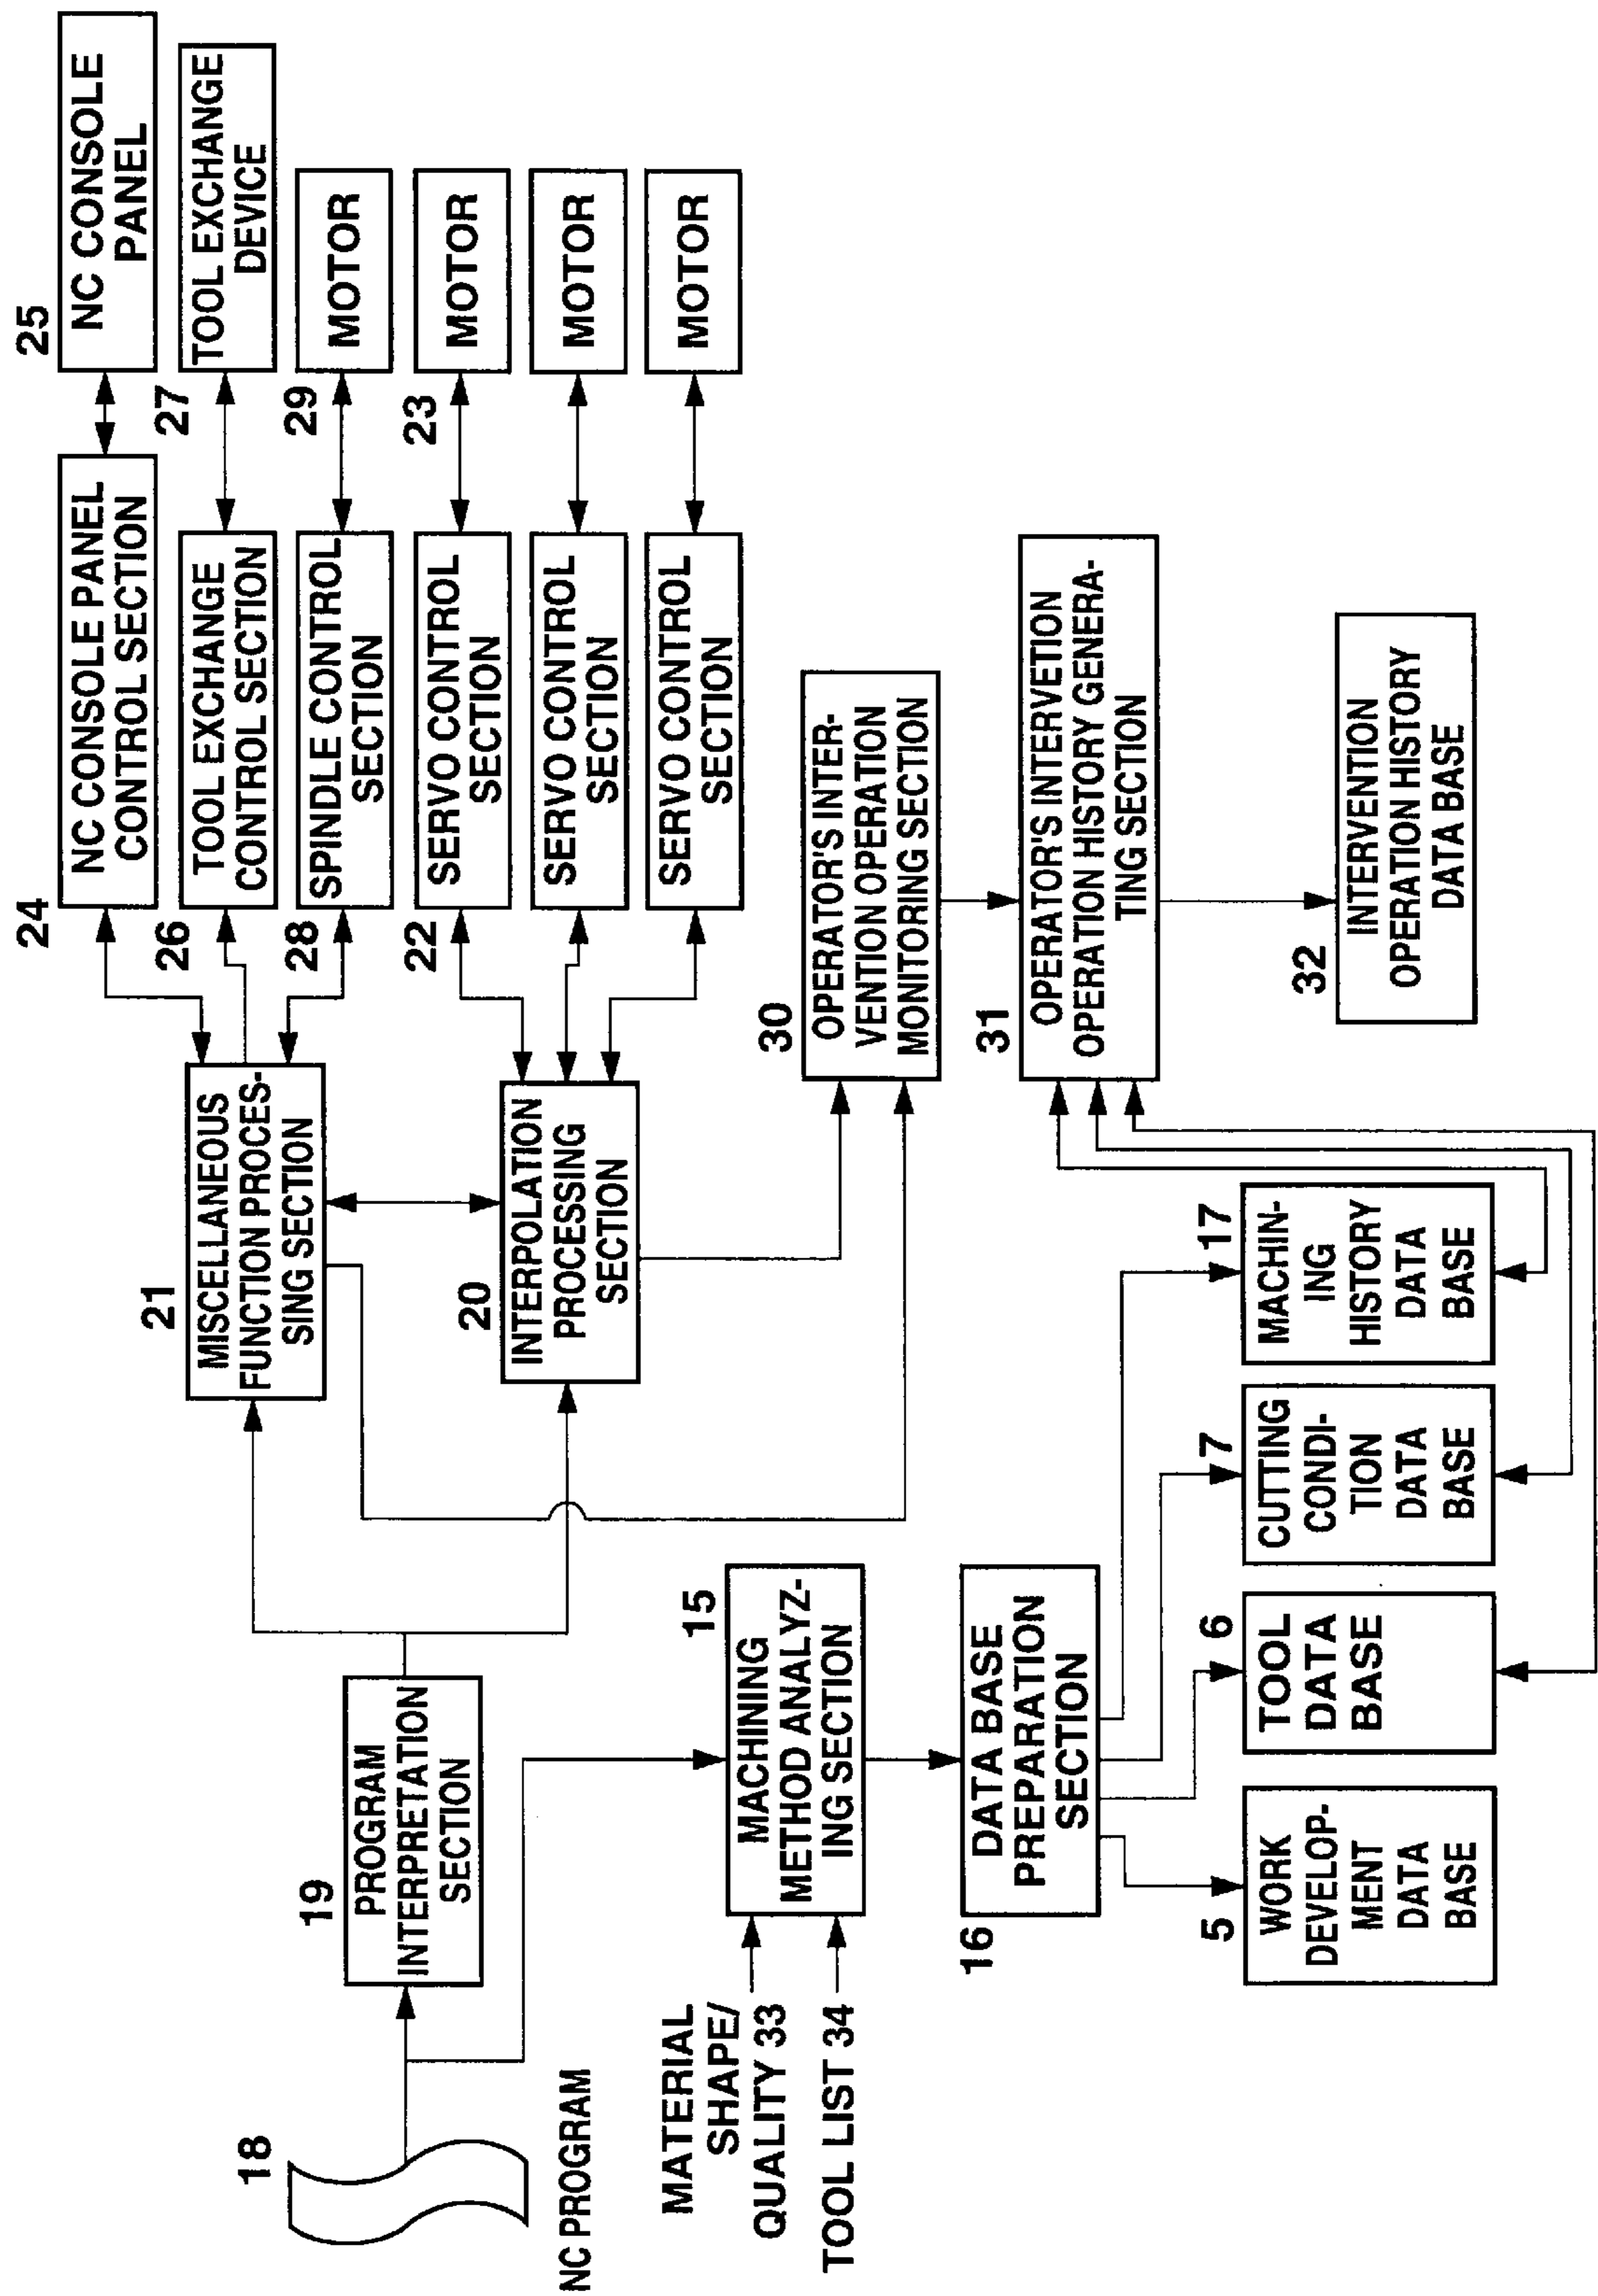 18
NC PROGRAM
19
PROGRAM
INTERPRETATION
SECTION
21
MISCELLANEOUS
FUNCTION PROCES-
SING SECTION
20
INTERPOLATION
PROCESSING
SECTION
24
NC CONSOLE PANEL
CONTROL SECTION
25
NC CONSOLE
PANEL
26
TOOL EXCHANGE
CONTROL SECTION
27
TOOL EXCHANGE
DEVICE
28
SPINDLE CONTROL
SECTION
29
MOTOR
22
SERVO CONTROL
SECTION
23
MOTOR
SERVO CONTROL
SECTION
MOTOR
SERVO CONTROL
SECTION
MOTOR
MATERIAL
SHAPE/
QUALITY 33
TOOL LIST 34
15
MACHINING
METHOD ANALYZ-
ING SECTION
30
OPERATOR'S INTER-
VENTION OPERATION
MONITORING SECTION
16
DATA BASE
PREPARATION
SECTION
31
OPERATOR'S INTERVETION
OPERATION HISTORY GENERA-
TING SECTION
5
WORK
DEVELOP-
MENT
DATA
BASE
6
TOOL
DATA
BASE
7
CUTTING
CONDI-
TION
DATA
BASE
17
MACHIN-
ING
HISTORY
DATA
BASE
32
INTERVENTION
OPERATION HISTORY
DATA BASE